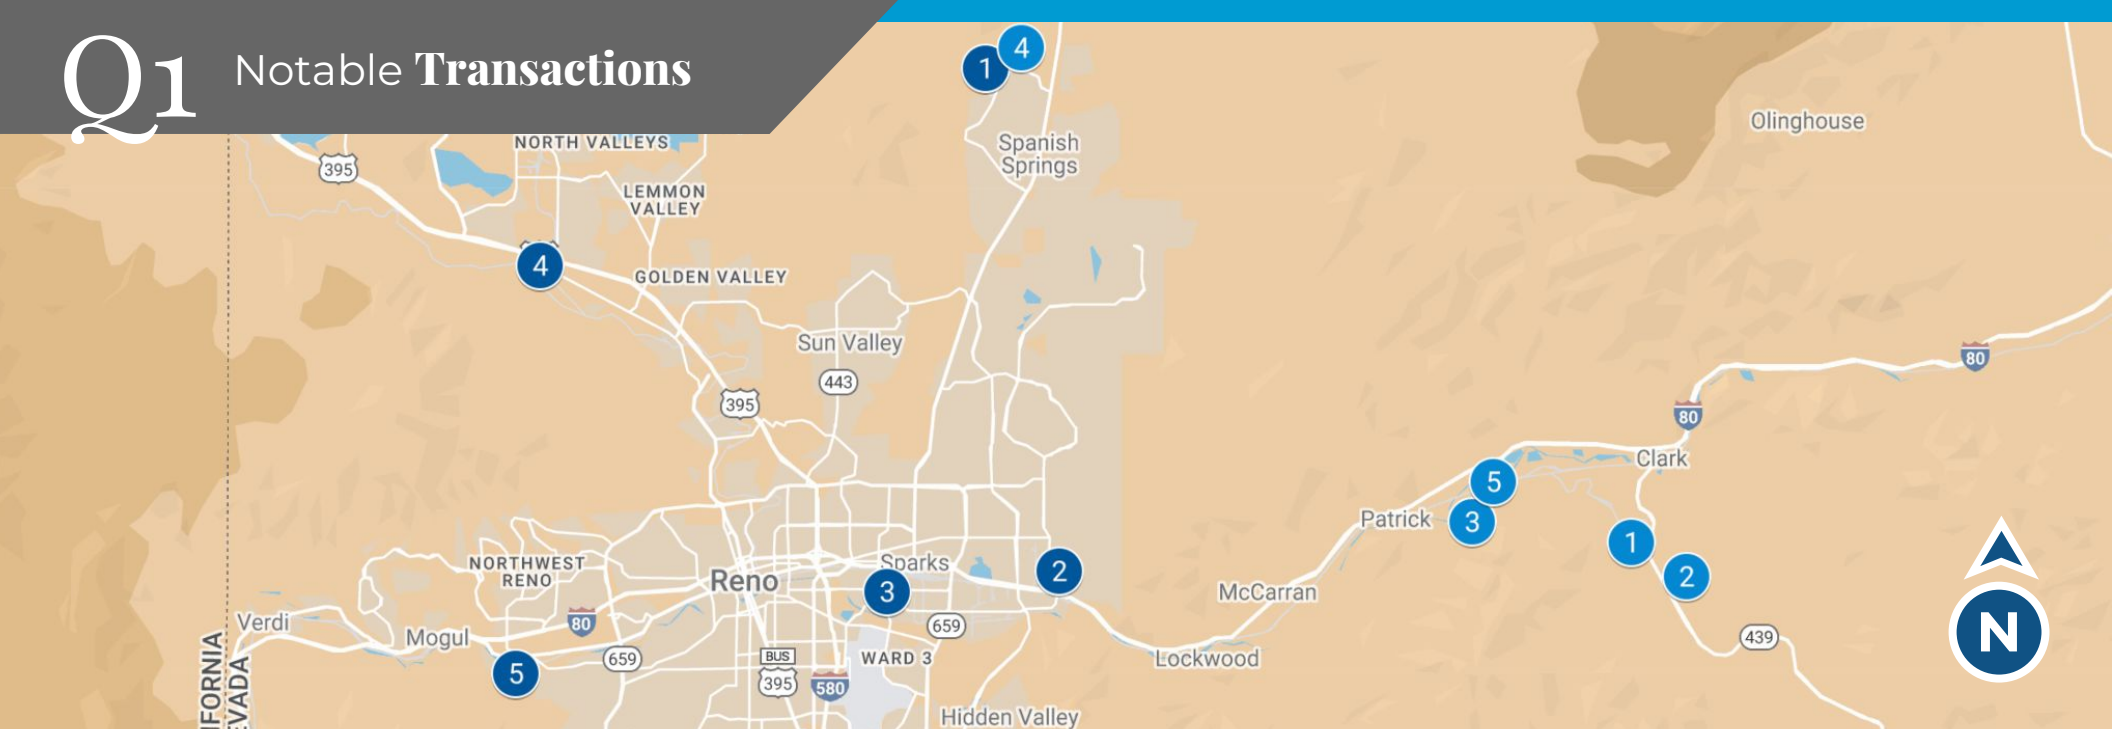 Q1 Notable Transactions
4
1
Olinghouse
Spanish
Springs
NORTH VALLEYS
395
LEMMON
VALLEY
4
GOLDEN VALLEY
Sun Valley
443
395
80
80
Clark
5
Patrick
3
1
2
NORTHWEST
RENO
Reno
Sparks
3
2
McCarran
N
Verdi
Mogul
80
659
659
439
5
BUS
395
580
WARD 3
Lockwood
Hidden Valley
IFORNIA
EVADA